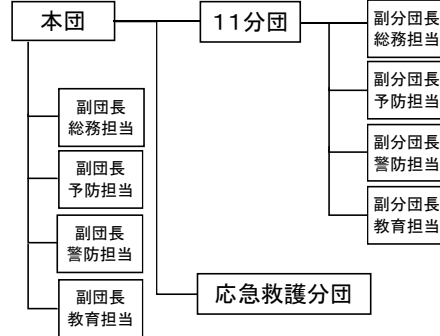 本団
11分団
副分団長
総務担当
副分団長
予防担当
副分団長
警防担当
副分団長
教育担当
副団長
総務担当
副団長
予防担当
副団長
警防担当
副団長
教育担当
応急救護分団